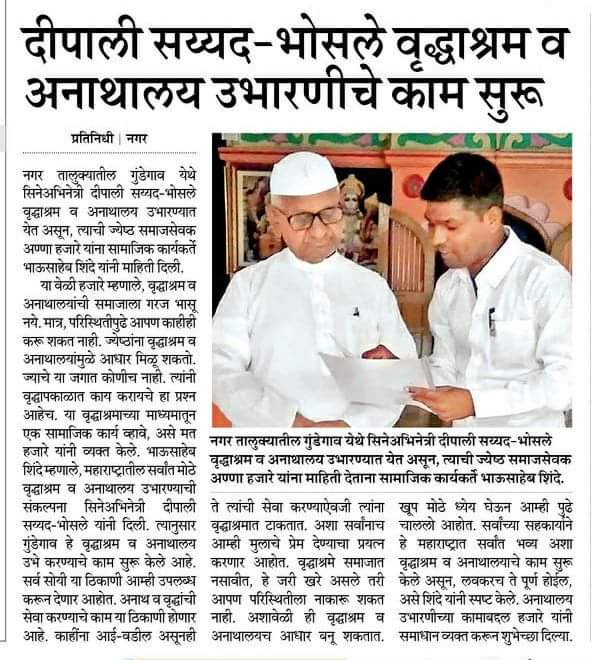 दीपाली सय्यद-भोसले वृद्धाश्रम व
अनाथालय उभारणीचे काम सुरू
प्रतिनिधी | नगर
नगर तालुक्यातील गुंडेगाव येथे
सिनेअभिनेत्री दीपाली सय्यद-भोसले
वृद्धाश्रम व अनाथालय उभारण्यात
येत असून, त्याची ज्येष्ठ समाजसेवक
अण्णा हजारे यांना सामाजिक कार्यकर्ते
भाऊसाहेब शिंदे यांनी माहिती दिली.
या वेळी हजारे म्हणाले, वृद्धाश्रम व
अनाथालयांची समाजाला गरज भासू
नये. मात्र, परिस्थितीपुढे आपण काहीही
करू शकत नाही. ज्येष्ठांना वृद्धाश्रम व
अनाथालयांमुळे आधार मिळू शकतो.
ज्याचे या जगात कोणीच नाही. त्यांनी
वृद्धापकाळात काय करायचे हा प्रश्न
आहेच. या वृद्धाश्रमाच्या माध्यमातून
एक सामाजिक कार्य व्हावे, असे मत
हजारे यांनी व्यक्त केले. भाऊसाहेब
शिंदे म्हणाले, महाराष्ट्रातील सर्वांत मोठे
वृद्धाश्रम व अनाथालय उभारण्याची
संकल्पना सिनेअभिनेत्री दीपाली
सय्यद-भोसले यांनी दिली. त्यानुसार
गुंडेगाव हे वृद्धाश्रम व अनाथालय
उभे करण्याचे काम सुरू केले आहे.
सर्व सोयी या ठिकाणी आम्ही उपलब्ध
करून देणार आहोत. अनाथ व वृद्धांची
सेवा करण्याचे काम या ठिकाणी होणार
आहे. काहींना आई-वडील असूनही
नगर तालुक्यातील गुंडेगाव येथे सिनेअभिनेत्री दीपाली सय्यद-भोसले
वृद्धाश्रम व अनाथालय उभारण्यात येत असून, त्याची ज्येष्ठ समाजसेवक
अण्णा हजारे यांना माहिती देताना सामाजिक कार्यकर्ते भाऊसाहेब शिंदे.
ते त्यांची सेवा करण्याऐवजी त्यांना
वृद्धाश्रमात टाकतात. अशा सर्वांनाच
आम्ही मुलाचे प्रेम देण्याचा प्रयत्न
करणार आहोत. वृद्धाश्रमे समाजात
नसावीत, हे जरी खरे असले तरी
आपण परिस्थितीला नाकारू शकत
नाही. अशावेळी ही वृद्धाश्रम व
अनाथालयच आधार बनू शकतात.
खूप मोठे ध्येय घेऊन आम्ही पुढे
चाललो आहोत. सर्वांच्या सहकार्याने
हे महाराष्ट्रात सर्वांत भव्य अशा
वृद्धाश्रम व अनाथालयाचे काम सुरू
केले असून, लवकरच ते पूर्ण होईल,
असे शिंदे यांनी स्पष्ट केले. अनाथालय
उभारणीच्या कामाबद्दल हजारे यांनी
समाधान व्यक्त करून शुभेच्छा दिल्या.